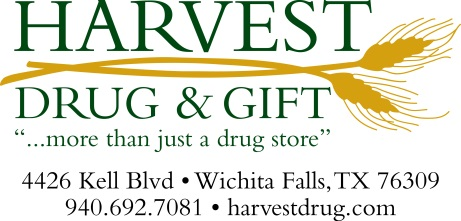 HARVEST
DRUG & GIFT
“...more than just a drug store”
4426 Kell Blvd • Wichita Falls, TX 76309
940.692.7081 • harvestdrug.com